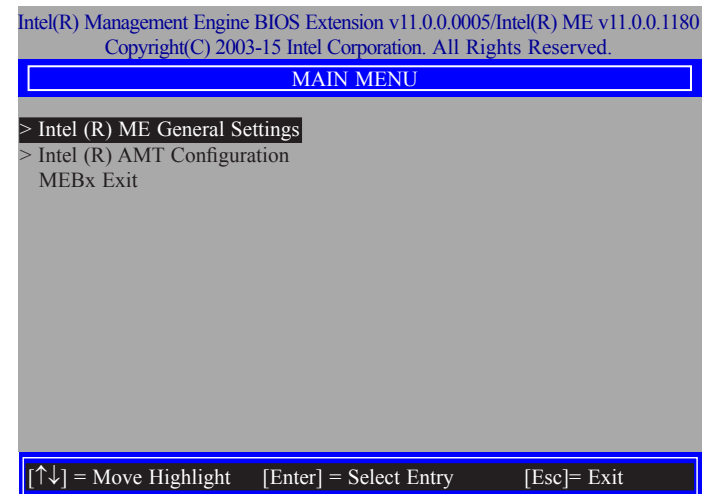 Intel(R) Management Engine BIOS Extension v11.0.0.0005/Intel(R) ME v11.0.0.1180
Copyright(C) 2003-15 Intel Corporation. All Rights Reserved.
MAIN MENU
> Intel (R) ME General Settings
> Intel (R) AMT Configuration
MEBx Exit
[↑↓] = Move Highlight [Enter] = Select Entry [Esc]= Exit